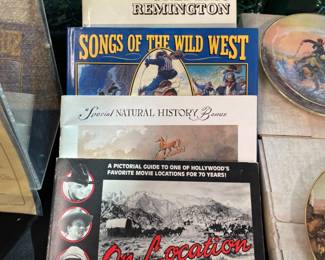 REMINGTON
SONGS OF THE WILD WEST
Special NATURAL HISTORY Bonus
A PICTORIAL GUIDE TO ONE OF HOLLYWOOD'S
FAVORITE MOVIE LOCATIONS FOR 70 YEARS!
On Location